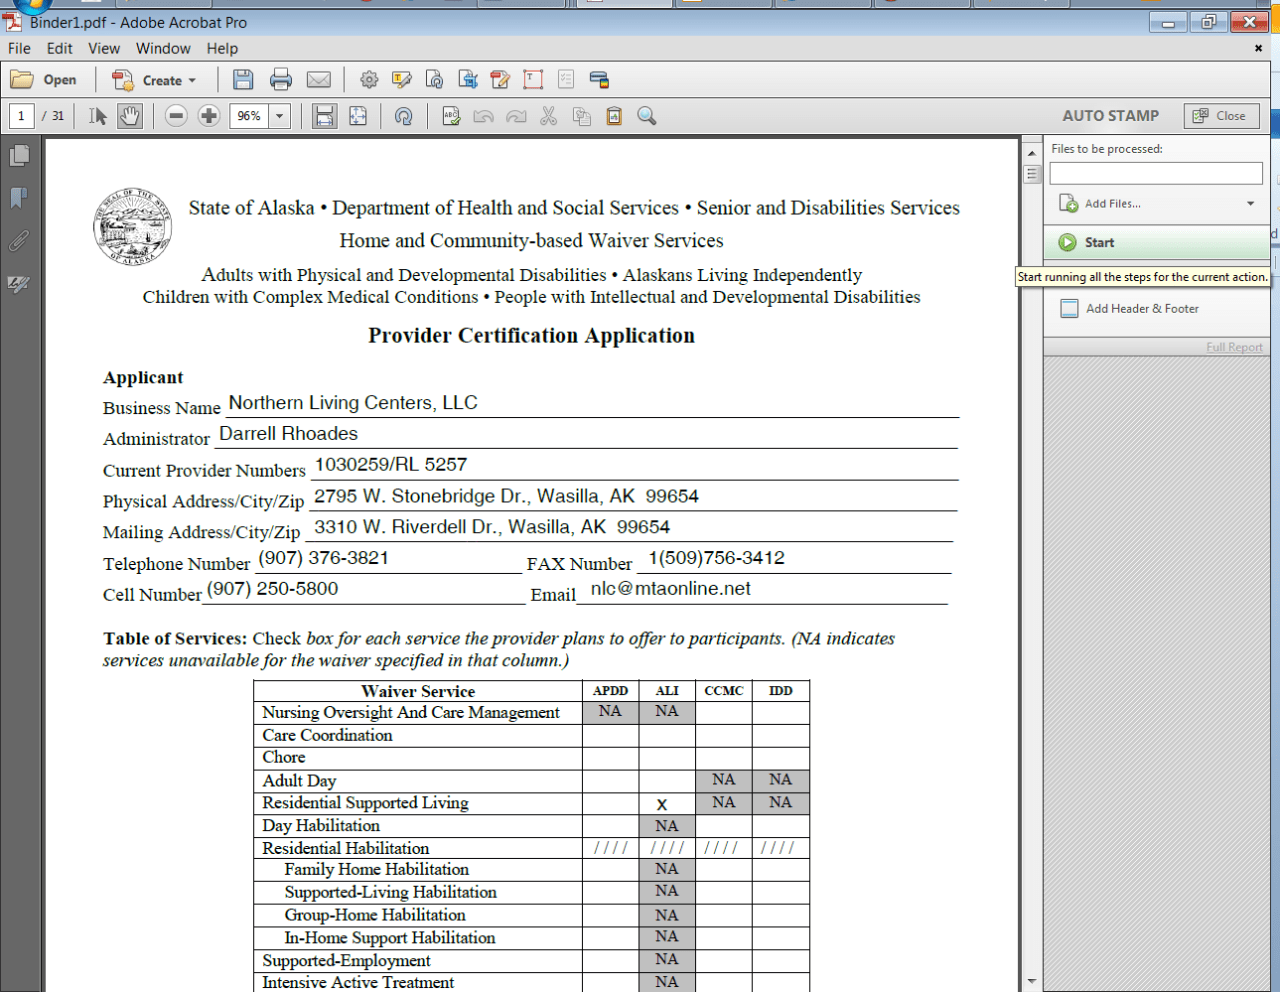 Binder1.pdf - Adobe Acrobat Pro
File Edit View Window Help
Open Create
1 / 31 96% AUTO STAMP Close
Files to be processed:
Add Files...
Start
Start running all the steps for the current action.
Add Header & Footer
Full Report
State of Alaska • Department of Health and Social Services • Senior and Disabilities Services
Home and Community-based Waiver Services
Adults with Physical and Developmental Disabilities • Alaskans Living Independently
Children with Complex Medical Conditions • People with Intellectual and Developmental Disabilities
Provider Certification Application
Applicant
Business Name Northern Living Centers, LLC
Administrator Darrell Rhoades
Current Provider Numbers 1030259/RL 5257
Physical Address/City/Zip 2795 W. Stonebridge Dr., Wasilla, AK 99654
Mailing Address/City/Zip 3310 W. Riverdell Dr., Wasilla, AK 99654
Telephone Number (907) 376-3821 FAX Number 1(509)756-3412
Cell Number (907) 250-5800 Email nlc@mtaonline.net
Table of Services: Check box for each service the provider plans to offer to participants. (NA indicates
services unavailable for the waiver specified in that column.)
Waiver Service APDD ALI CCMC IDD
Nursing Oversight And Care Management NA NA
Care Coordination
Chore
Adult Day NA NA
Residential Supported Living x NA NA
Day Habilitation NA
Residential Habilitation //// //// //// ////
Family Home Habilitation NA
Supported-Living Habilitation NA
Group-Home Habilitation NA
In-Home Support Habilitation NA
Supported-Employment NA
Intensive Active Treatment NA